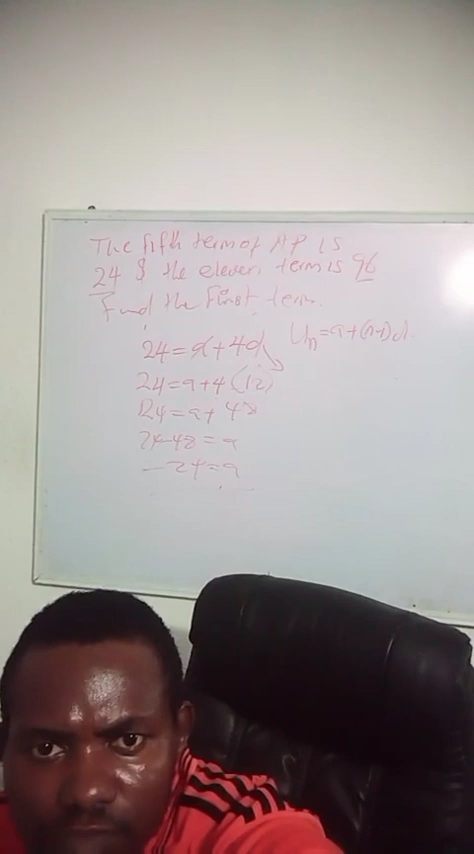 The fifth term of AP is
24 & the eleven term is 96
Find the First term.
Un=a+(n-1)d.
24=a+4d
24=a+4(12)
24=a+48
24-48=a
-24=a